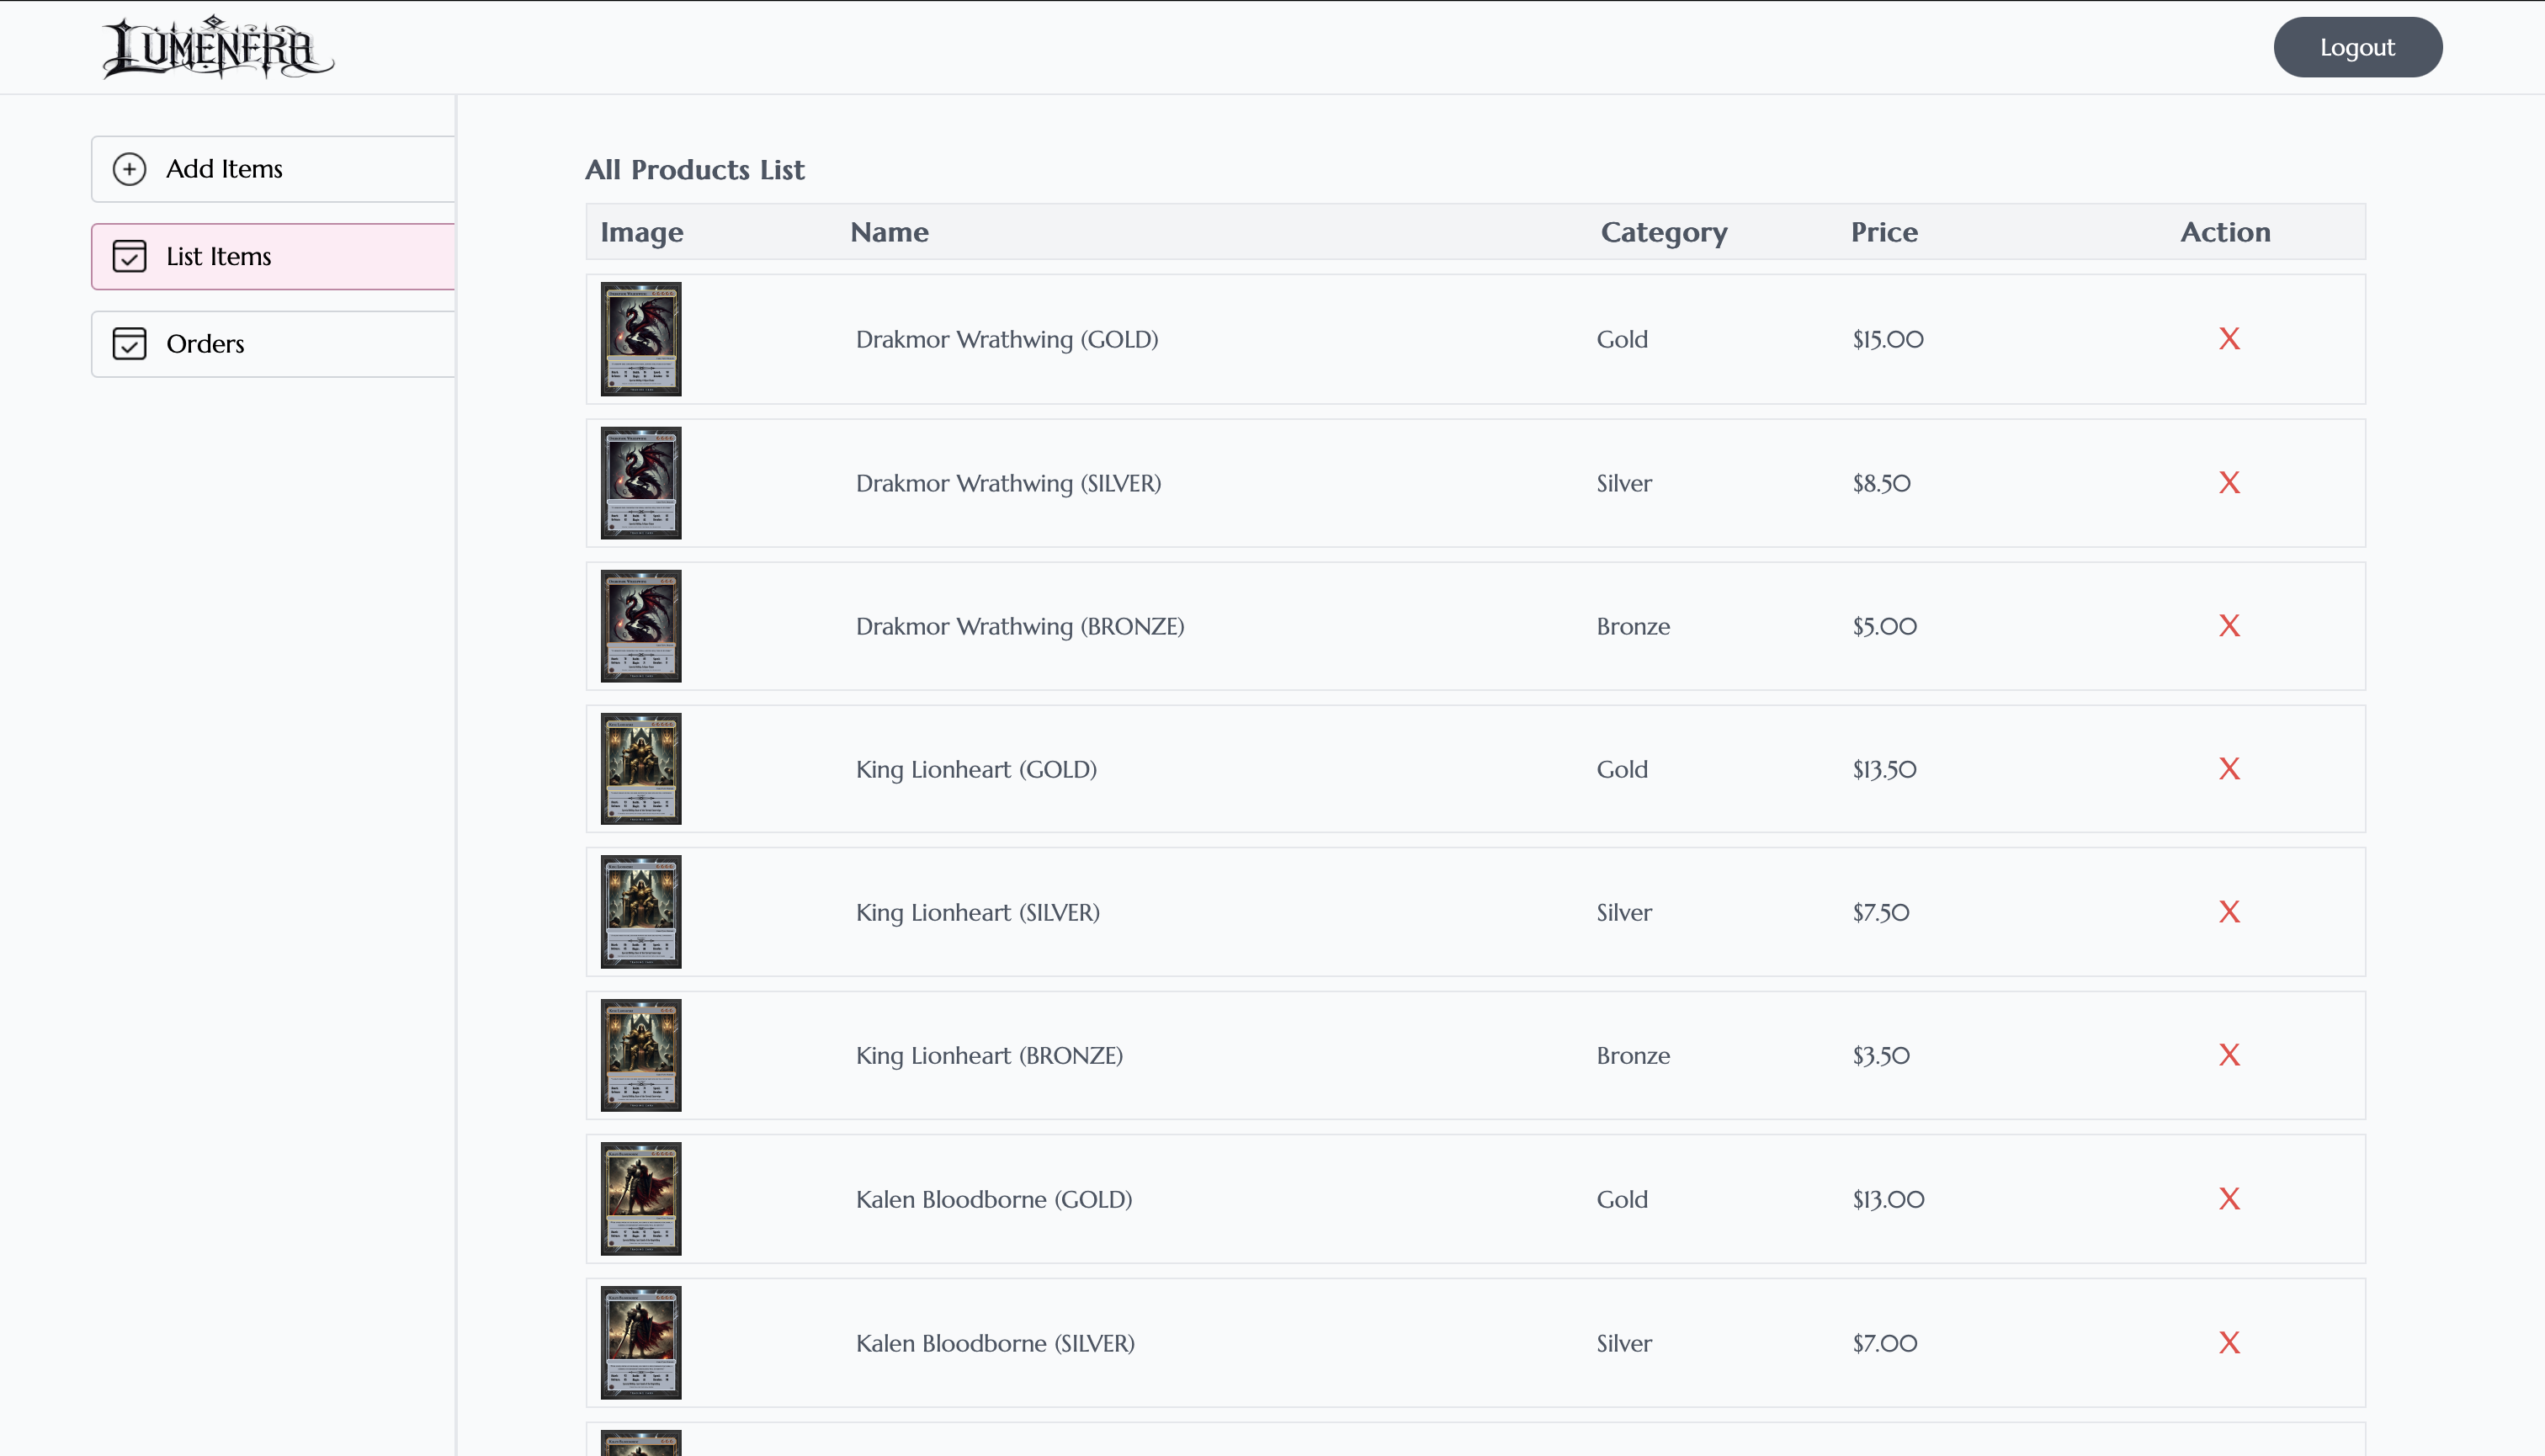 LUMENERA
Logout
Add Items
List Items
Orders
All Products List
Image Name Category Price Action
Drakmor Wrathwing (GOLD) Gold $15.00 X
Drakmor Wrathwing (SILVER) Silver $8.50 X
Drakmor Wrathwing (BRONZE) Bronze $5.00 X
King Lionheart (GOLD) Gold $13.50 X
King Lionheart (SILVER) Silver $7.50 X
King Lionheart (BRONZE) Bronze $3.50 X
Kalen Bloodborne (GOLD) Gold $13.00 X
Kalen Bloodborne (SILVER) Silver $7.00 X